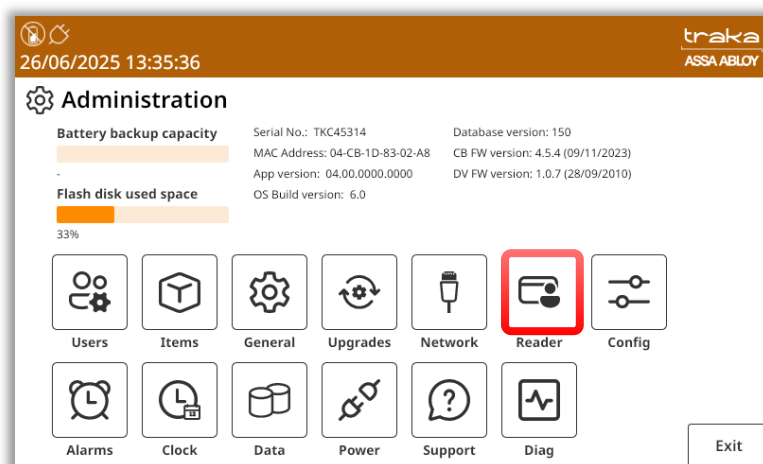 26/06/2025 13:35:36
traka
ASSA ABLOY
Administration
Battery backup capacity
-
Flash disk used space
33%
Serial No.: TKC45314
MAC Address: 04-CB-1D-83-02-A8
App version: 04.00.0000.0000
OS Build version: 6.0
Database version: 150
CB FW version: 4.5.4 (09/11/2023)
DV FW version: 1.0.7 (28/09/2010)
Users Items General Upgrades Network Reader Config
Alarms Clock Data Power Support Diag
Exit